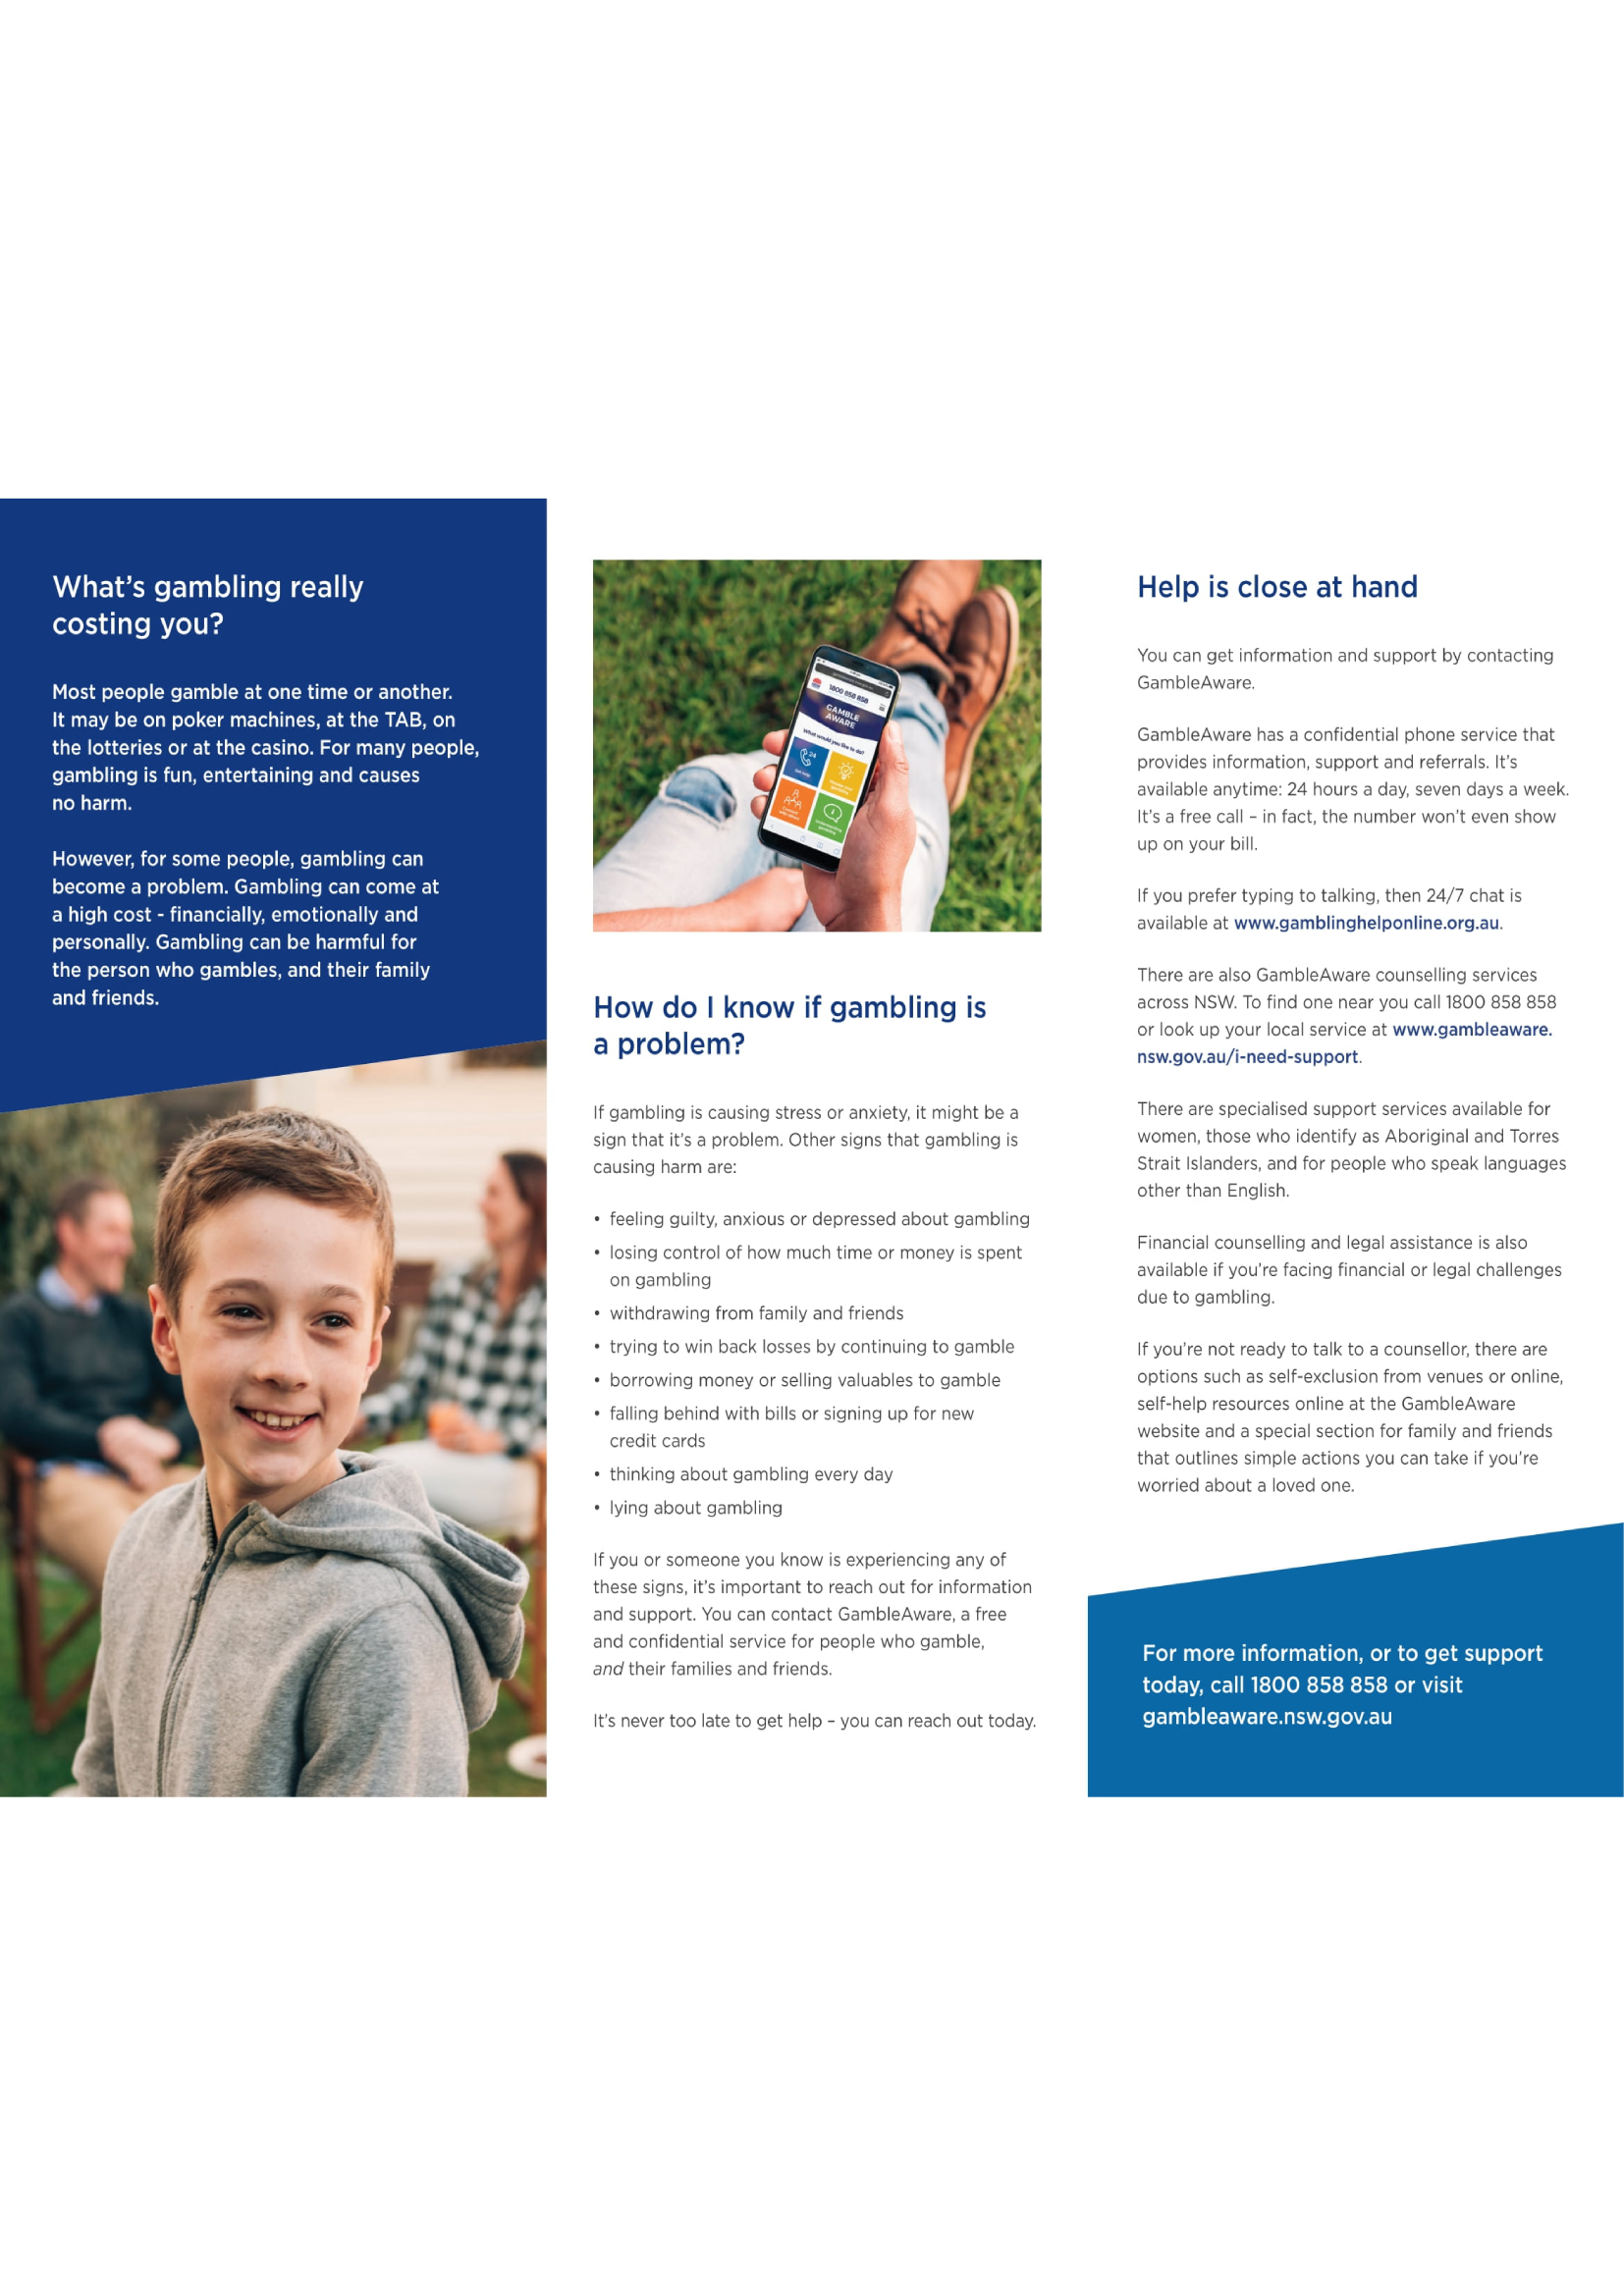 What's gambling really
costing you?
Most people gamble at one time or another.
It may be on poker machines, at the TAB, on
the lotteries or at the casino. For many people,
gambling is fun, entertaining and causes
no harm.
However, for some people, gambling can
become a problem. Gambling can come at
a high cost - financially, emotionally and
personally. Gambling can be harmful for
the person who gambles, and their family
and friends.
1800 858 858
GAMBLE
AWARE
What would you like to do?
24
How do I know if gambling is
a problem?
If gambling is causing stress or anxiety, it might be a
sign that it's a problem. Other signs that gambling is
causing harm are:
• feeling guilty, anxious or depressed about gambling
• losing control of how much time or money is spent
on gambling
• withdrawing from family and friends
• trying to win back losses by continuing to gamble
• borrowing money or selling valuables to gamble
• falling behind with bills or signing up for new
credit cards
• thinking about gambling every day
• lying about gambling
If you or someone you know is experiencing any of
these signs, it's important to reach out for information
and support. You can contact GambleAware, a free
and confidential service for people who gamble,
and their families and friends.
It's never too late to get help – you can reach out today.
Help is close at hand
You can get information and support by contacting
GambleAware.
GambleAware has a confidential phone service that
provides information, support and referrals. It's
available anytime: 24 hours a day, seven days a week.
It's a free call – in fact, the number won't even show
up on your bill.
If you prefer typing to talking, then 24/7 chat is
available at www.gamblinghelponline.org.au.
There are also GambleAware counselling services
across NSW. To find one near you call 1800 858 858
or look up your local service at www.gambleaware.
nsw.gov.au/i-need-support.
There are specialised support services available for
women, those who identify as Aboriginal and Torres
Strait Islanders, and for people who speak languages
other than English.
Financial counselling and legal assistance is also
available if you're facing financial or legal challenges
due to gambling.
If you're not ready to talk to a counsellor, there are
options such as self-exclusion from venues or online,
self-help resources online at the GambleAware
website and a special section for family and friends
that outlines simple actions you can take if you're
worried about a loved one.
For more information, or to get support
today, call 1800 858 858 or visit
gambleaware.nsw.gov.au